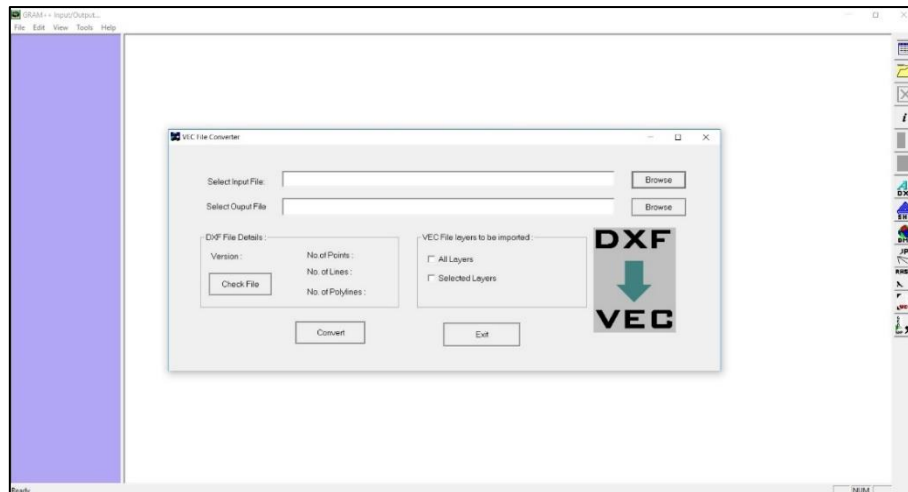 GRAM++ Input/Output...
File Edit View Tools Help
VEC File Converter
Select Input File:
Browse
Select Ouput File
Browse
DXF File Details :
Version :
No.of Points :
No. of Lines :
No. of Polylines :
Check File
VEC File layers to be imported :
All Layers
Selected Layers
DXF
VEC
Convert
Exit
i
Ready
NUM